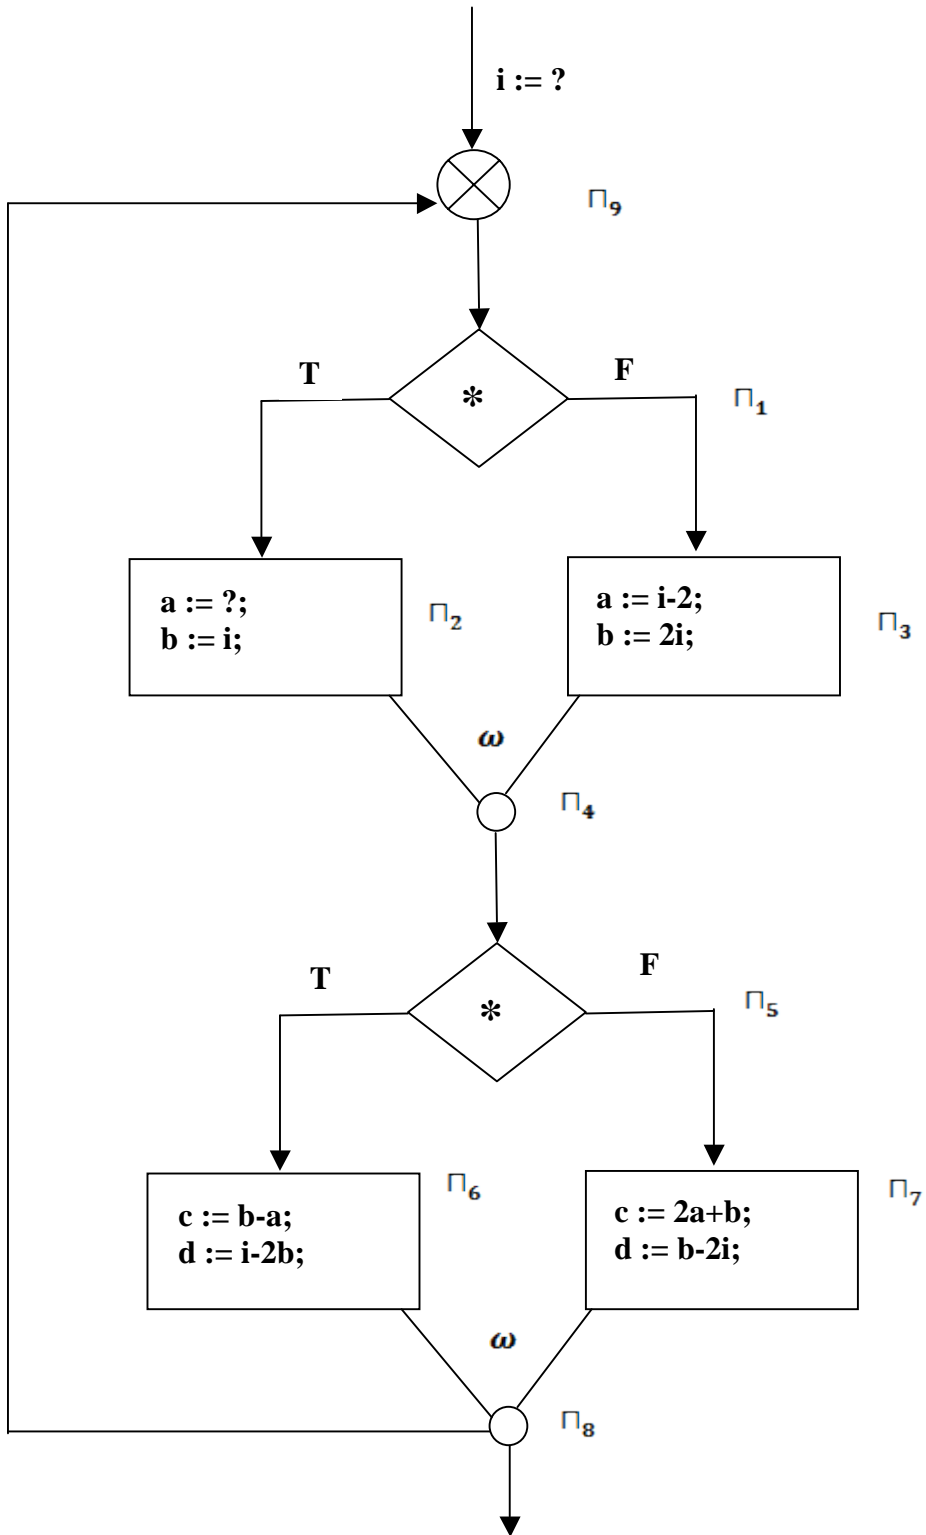 i := ?
Π₉
T
F
*
Π₁
a := ?;
b := i;
Π₂
a := i-2;
b := 2i;
Π₃
ω
Π₄
T
F
*
Π₅
c := b-a;
d := i-2b;
Π₆
c := 2a+b;
d := b-2i;
Π₇
ω
Π₈